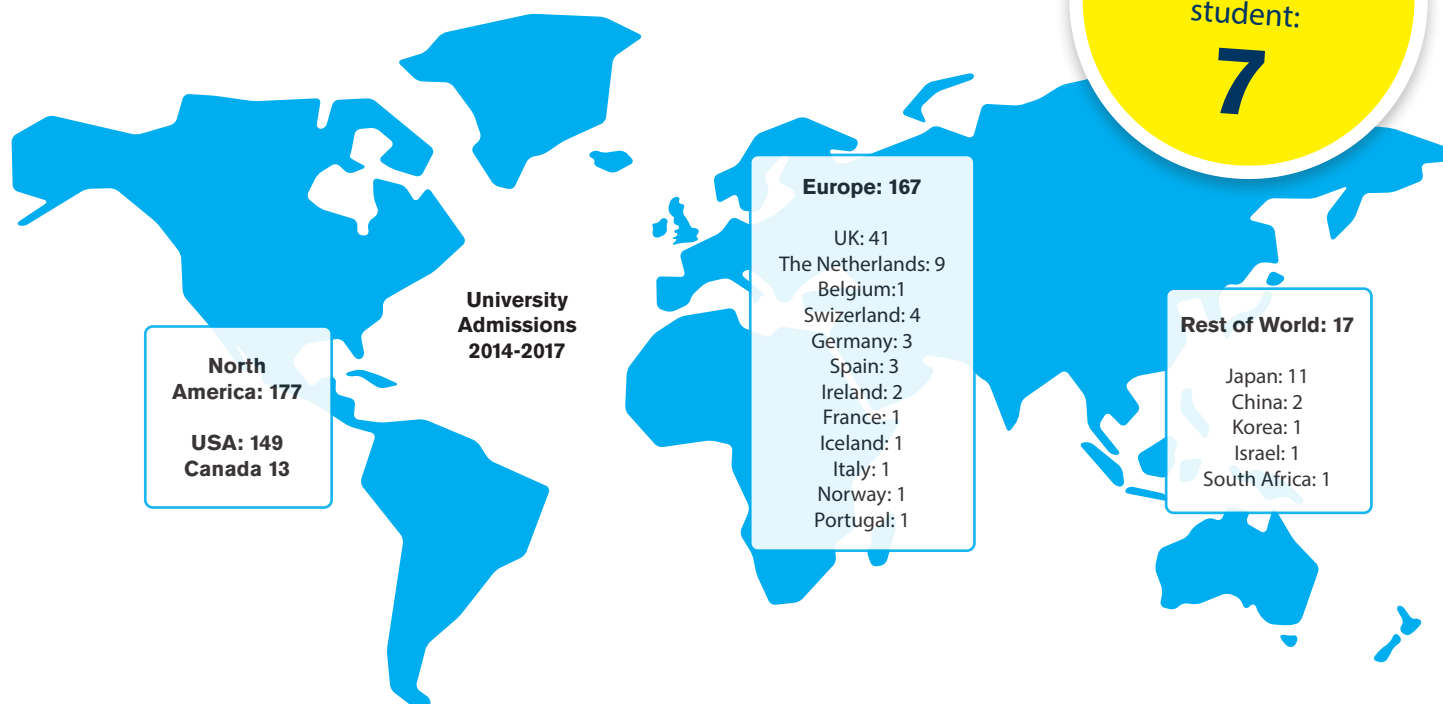 student:
7
University
Admissions
2014-2017
North
America: 177
USA: 149
Canada 13
Europe: 167
UK: 41
The Netherlands: 9
Belgium:1
Swizerland: 4
Germany: 3
Spain: 3
Ireland: 2
France: 1
Iceland: 1
Italy: 1
Norway: 1
Portugal: 1
Rest of World: 17
Japan: 11
China: 2
Korea: 1
Israel: 1
South Africa: 1